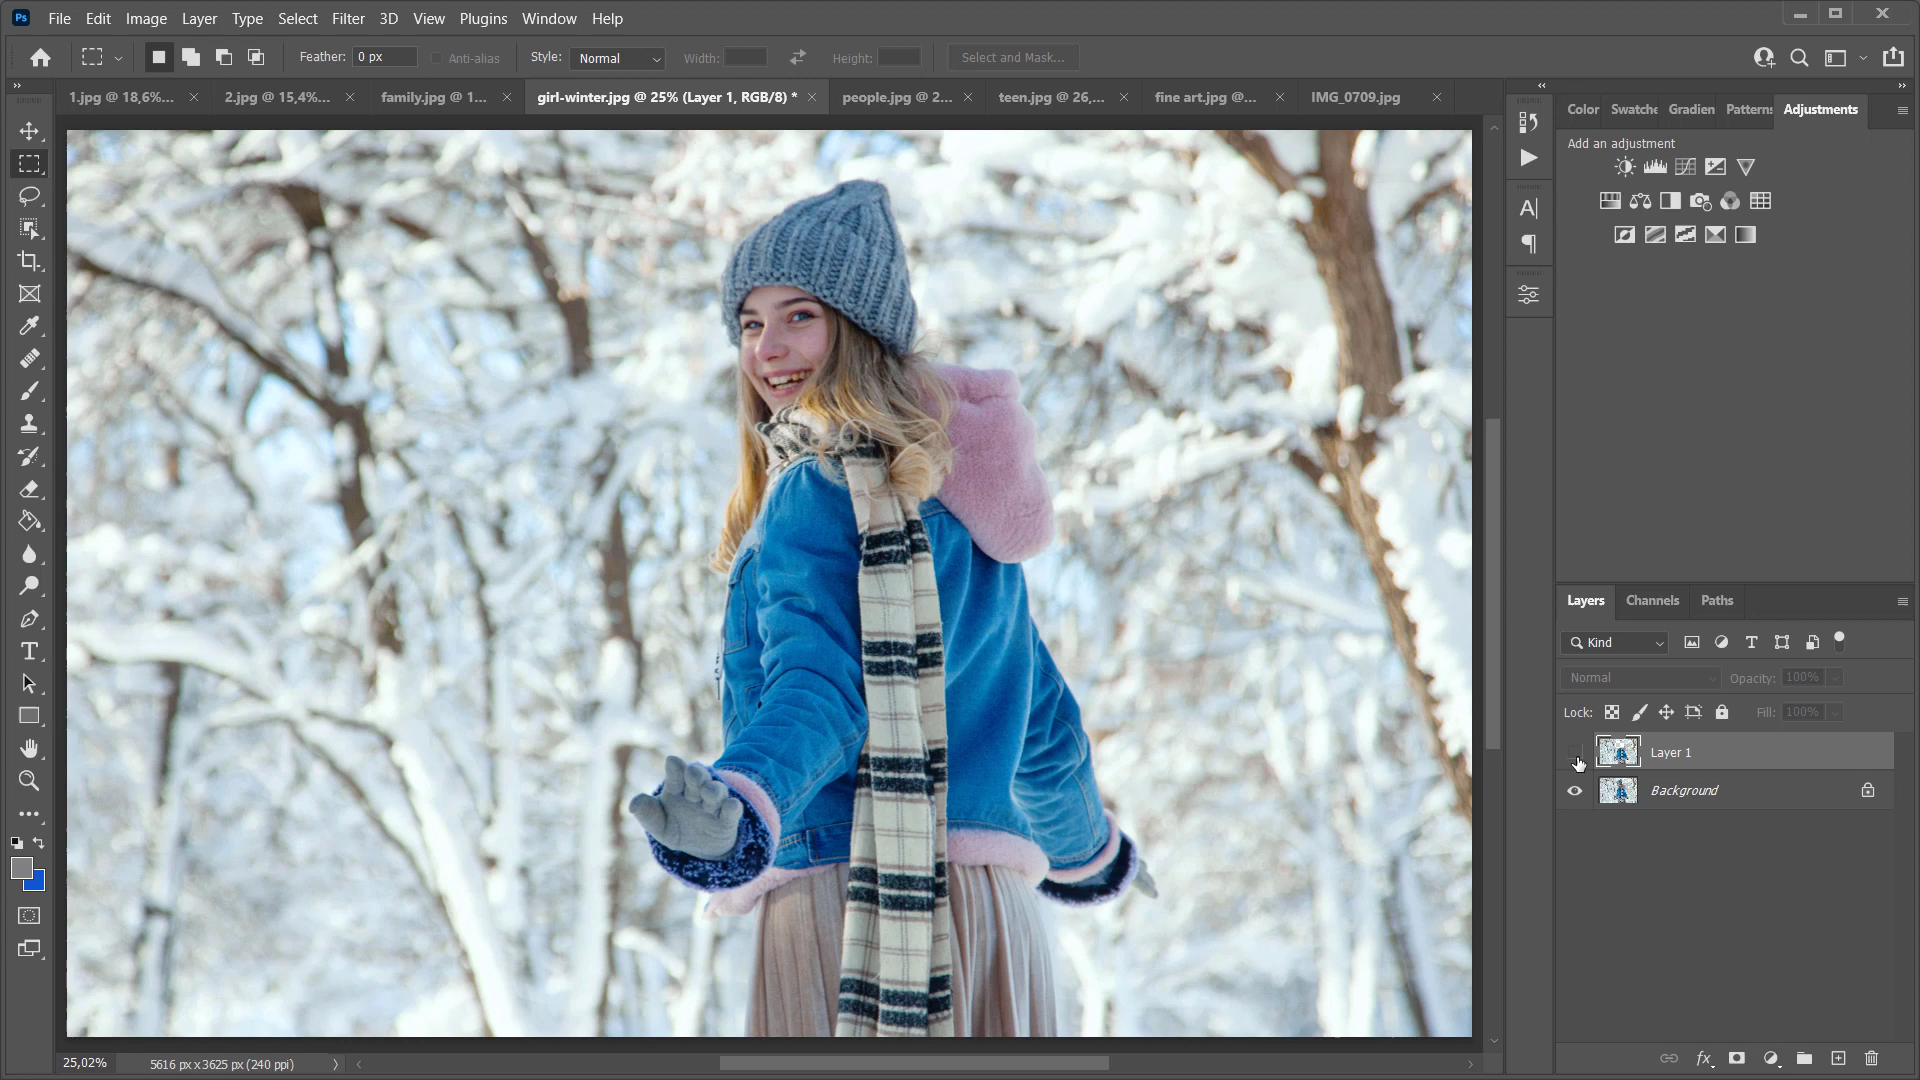 Ps File Edit Image Layer Type Select Filter 3D View Plugins Window Help
Feather: 0 px Anti-alias Style: Normal Width: Height: Select and Mask...
1.jpg @ 18,6%... 2.jpg @ 15,4%... family.jpg @ 1... girl-winter.jpg @ 25% (Layer 1, RGB/8) * people.jpg @ 2... teen.jpg @ 26,... fine art.jpg @... IMG_0709.jpg
Color Swatche Gradien Patterns Adjustments
Add an adjustment
Layers Channels Paths
Kind
Normal Opacity: 100%
Lock: Fill: 100%
Layer 1
Background
25,02% 5616 px x 3625 px (240 ppi)
fx